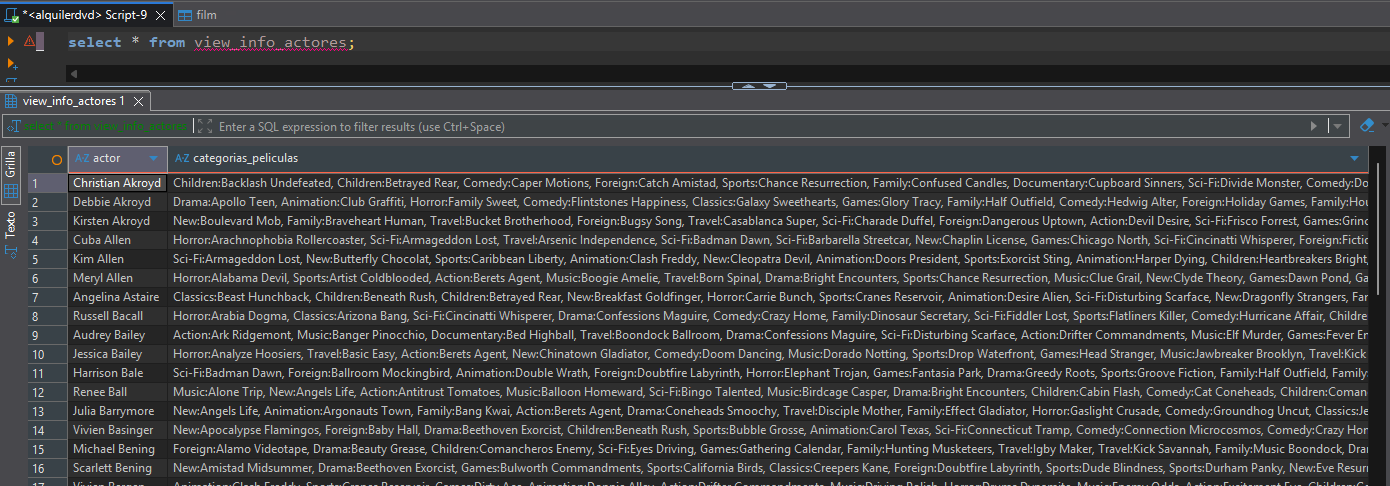 *<alquilerdvd> Script-9 film
select * from view_info_actores;
view_info_actores 1
select * from view_info_actores Enter a SQL expression to filter results (use Ctrl+Space)
Grilla
Texto
A-Z actor A-Z categorias_peliculas
1 Christian Akroyd Children:Backlash Undefeated, Children:Betrayed Rear, Comedy:Caper Motions, Foreign:Catch Amistad, Sports:Chance Resurrection, Family:Confused Candles, Documentary:Cupboard Sinners, Sci-Fi:Divide Monster, Comedy:Do
2 Debbie Akroyd Drama:Apollo Teen, Animation:Club Graffiti, Horror:Family Sweet, Comedy:Flintstones Happiness, Classics:Galaxy Sweethearts, Games:Glory Tracy, Family:Half Outfield, Comedy:Hedwig Alter, Foreign:Holiday Games, Family:Hou
3 Kirsten Akroyd New:Boulevard Mob, Family:Braveheart Human, Travel:Bucket Brotherhood, Foreign:Bugsy Song, Travel:Casablanca Super, Sci-Fi:Charade Duffel, Foreign:Dangerous Uptown, Action:Devil Desire, Sci-Fi:Frisco Forrest, Games:Grinc
4 Cuba Allen Horror:Arachnophobia Rollercoaster, Sci-Fi:Armageddon Lost, Travel:Arsenic Independence, Sci-Fi:Badman Dawn, Sci-Fi:Barbarella Streetcar, New:Chaplin License, Games:Chicago North, Sci-Fi:Cincinatti Whisperer, Foreign:Fictic
5 Kim Allen Sci-Fi:Armageddon Lost, New:Butterfly Chocolat, Sports:Caribbean Liberty, Animation:Clash Freddy, New:Cleopatra Devil, Animation:Doors President, Sports:Exorcist Sting, Animation:Harper Dying, Children:Heartbreakers Bright,
6 Meryl Allen Horror:Alabama Devil, Sports:Artist Coldblooded, Action:Berets Agent, Music:Boogie Amelie, Travel:Born Spinal, Drama:Bright Encounters, Sports:Chance Resurrection, Music:Clue Grail, New:Clyde Theory, Games:Dawn Pond, Ga
7 Angelina Astaire Classics:Beast Hunchback, Children:Beneath Rush, Children:Betrayed Rear, New:Breakfast Goldfinger, Horror:Carrie Bunch, Sports:Cranes Reservoir, Animation:Desire Alien, Sci-Fi:Disturbing Scarface, New:Dragonfly Strangers, Fan
8 Russell Bacall Horror:Arabia Dogma, Classics:Arizona Bang, Sci-Fi:Cincinatti Whisperer, Drama:Confessions Maguire, Comedy:Crazy Home, Family:Dinosaur Secretary, Sci-Fi:Fiddler Lost, Sports:Flatliners Killer, Comedy:Hurricane Affair, Children
9 Audrey Bailey Action:Ark Ridgemont, Music:Banger Pinocchio, Documentary:Bed Highball, Travel:Boondock Ballroom, Drama:Confessions Maguire, Sci-Fi:Disturbing Scarface, Action:Drifter Commandments, Music:Elf Murder, Games:Fever En
10 Jessica Bailey Horror:Analyze Hoosiers, Travel:Basic Easy, Action:Berets Agent, New:Chinatown Gladiator, Comedy:Doom Dancing, Music:Dorado Notting, Sports:Drop Waterfront, Games:Head Stranger, Music:Jawbreaker Brooklyn, Travel:Kick
11 Harrison Bale Sci-Fi:Badman Dawn, Foreign:Ballroom Mockingbird, Animation:Double Wrath, Foreign:Doubtfire Labyrinth, Horror:Elephant Trojan, Games:Fantasia Park, Drama:Greedy Roots, Sports:Groove Fiction, Family:Half Outfield, Family:
12 Renee Ball Music:Alone Trip, New:Angels Life, Action:Antitrust Tomatoes, Music:Balloon Homeward, Sci-Fi:Bingo Talented, Music:Birdcage Casper, Drama:Bright Encounters, Children:Cabin Flash, Comedy:Cat Coneheads, Children:Coman
13 Julia Barrymore New:Angels Life, Animation:Argonauts Town, Family:Bang Kwai, Action:Berets Agent, Drama:Coneheads Smoochy, Travel:Disciple Mother, Family:Effect Gladiator, Horror:Gaslight Crusade, Comedy:Groundhog Uncut, Classics:Je
14 Vivien Basinger New:Apocalypse Flamingos, Foreign:Baby Hall, Drama:Beethoven Exorcist, Children:Beneath Rush, Sports:Bubble Grosse, Animation:Carol Texas, Sci-Fi:Connecticut Tramp, Comedy:Connection Microcosmos, Comedy:Crazy Hon
15 Michael Bening Foreign:Alamo Videotape, Drama:Beauty Grease, Children:Comancheros Enemy, Sci-Fi:Eyes Driving, Games:Gathering Calendar, Family:Hunting Musketeers, Travel:Igby Maker, Travel:Kick Savannah, Family:Music Boondock, Dran
16 Scarlett Bening New:Amistad Midsummer, Drama:Beethoven Exorcist, Games:Bulworth Commandments, Sports:California Birds, Classics:Creepers Kane, Foreign:Doubtfire Labyrinth, Sports:Dude Blindness, Sports:Durham Panky, New:Eve Resurr